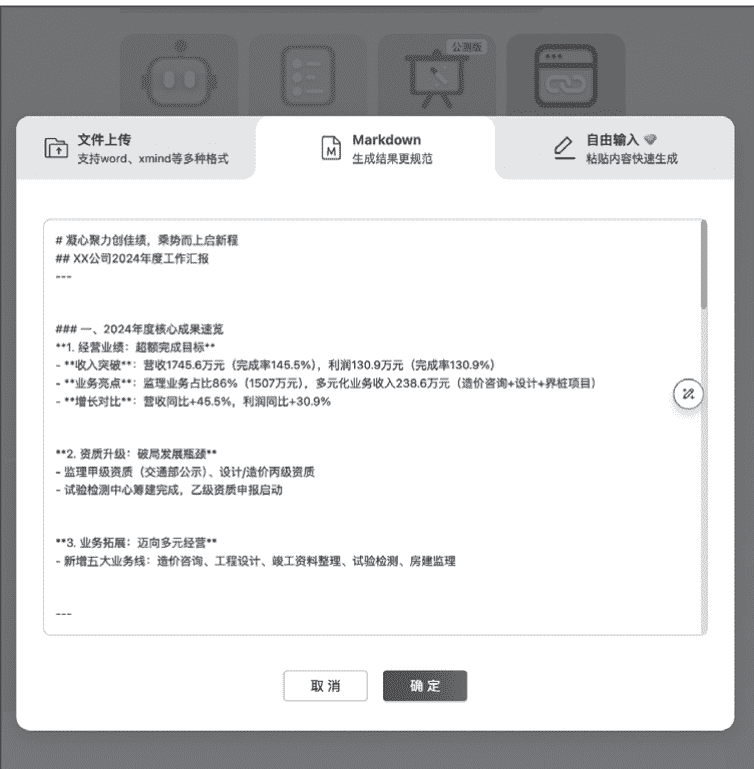 公测版
文件上传
支持word、xmind等多种格式
Markdown
生成结果更规范
自由输入
粘贴内容快速生成
# 凝心聚力创佳绩，乘势而上启新程
## XX公司2024年度工作汇报
---
### 一、2024年度核心成果速览
**1. 经营业绩：超额完成目标**
- **收入突破**：营收1745.6万元（完成率145.5%），利润130.9万元（完成率130.9%）
- **业务亮点**：监理业务占比86%（1507万元），多元化业务收入238.6万元（造价咨询+设计+界桩项目）
- **增长对比**：营收同比+45.5%，利润同比+30.9%
**2. 资质升级：破局发展瓶颈**
- 监理甲级资质（交通部公示）、设计/造价丙级资质
- 试验检测中心筹建完成，乙级资质申报启动
**3. 业务拓展：迈向多元经营**
- 新增五大业务线：造价咨询、工程设计、竣工资料整理、试验检测、房建监理
---
取消
确定